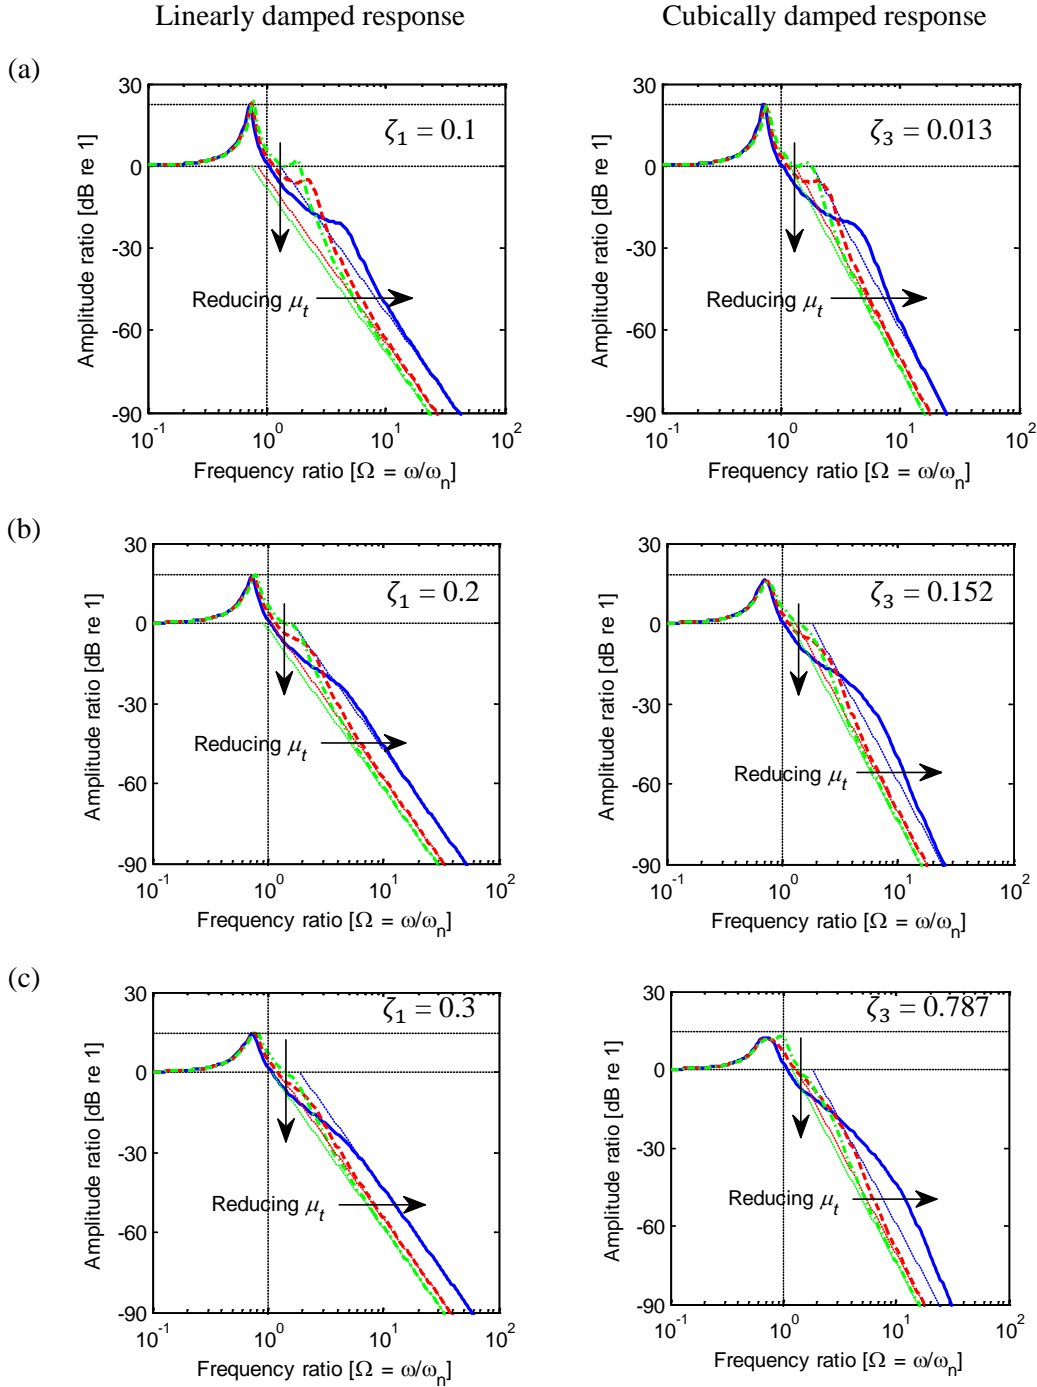 Linearly damped response
Cubically damped response
(a)
30
0
-30
-60
-90
Amplitude ratio [dB re 1]
ζ₁ = 0.1
Reducing μₜ
10⁻¹ 10⁰ 10¹ 10²
Frequency ratio [Ω = ω/ωₙ]
30
0
-30
-60
-90
Amplitude ratio [dB re 1]
ζ₃ = 0.013
Reducing μₜ
10⁻¹ 10⁰ 10¹ 10²
Frequency ratio [Ω = ω/ωₙ]
(b)
30
0
-30
-60
-90
Amplitude ratio [dB re 1]
ζ₁ = 0.2
Reducing μₜ
10⁻¹ 10⁰ 10¹ 10²
Frequency ratio [Ω = ω/ωₙ]
30
0
-30
-60
-90
Amplitude ratio [dB re 1]
ζ₃ = 0.152
Reducing μₜ
10⁻¹ 10⁰ 10¹ 10²
Frequency ratio [Ω = ω/ωₙ]
(c)
30
0
-30
-60
-90
Amplitude ratio [dB re 1]
ζ₁ = 0.3
Reducing μₜ
10⁻¹ 10⁰ 10¹ 10²
Frequency ratio [Ω = ω/ωₙ]
30
0
-30
-60
-90
Amplitude ratio [dB re 1]
ζ₃ = 0.787
Reducing μₜ
10⁻¹ 10⁰ 10¹ 10²
Frequency ratio [Ω = ω/ωₙ]